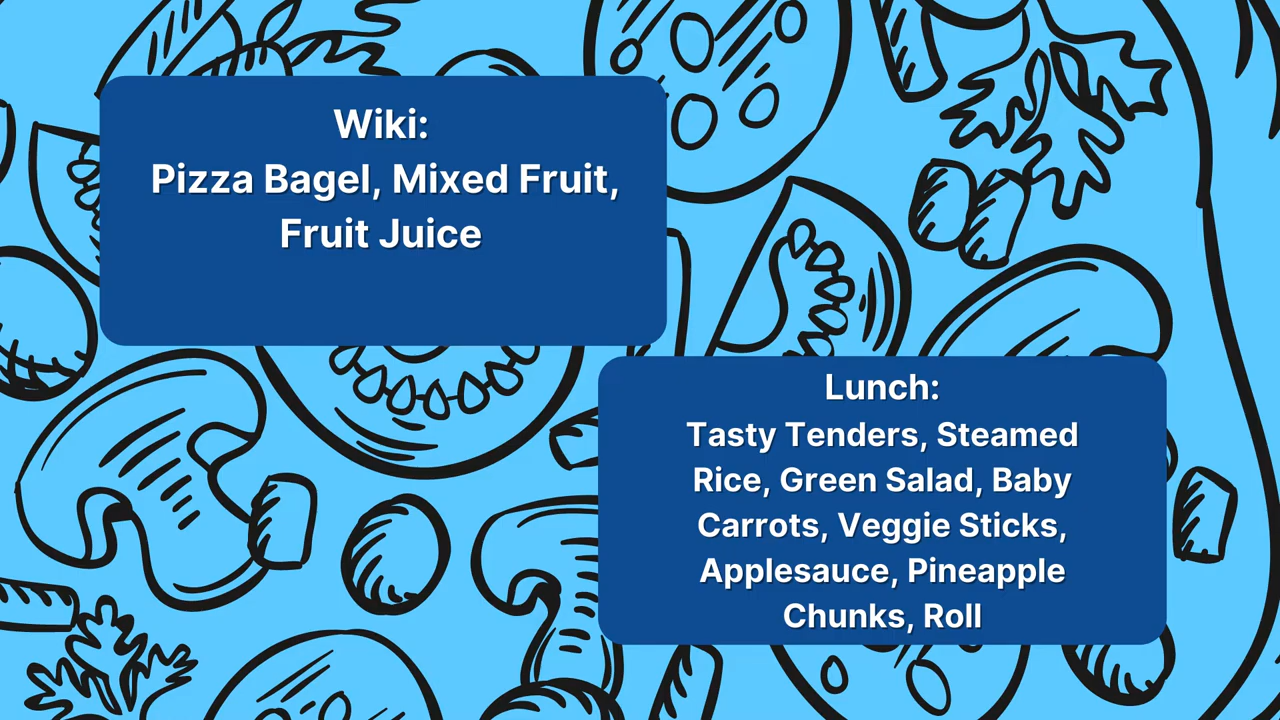 Wiki:
Pizza Bagel, Mixed Fruit,
Fruit Juice
Lunch:
Tasty Tenders, Steamed
Rice, Green Salad, Baby
Carrots, Veggie Sticks,
Applesauce, Pineapple
Chunks, Roll